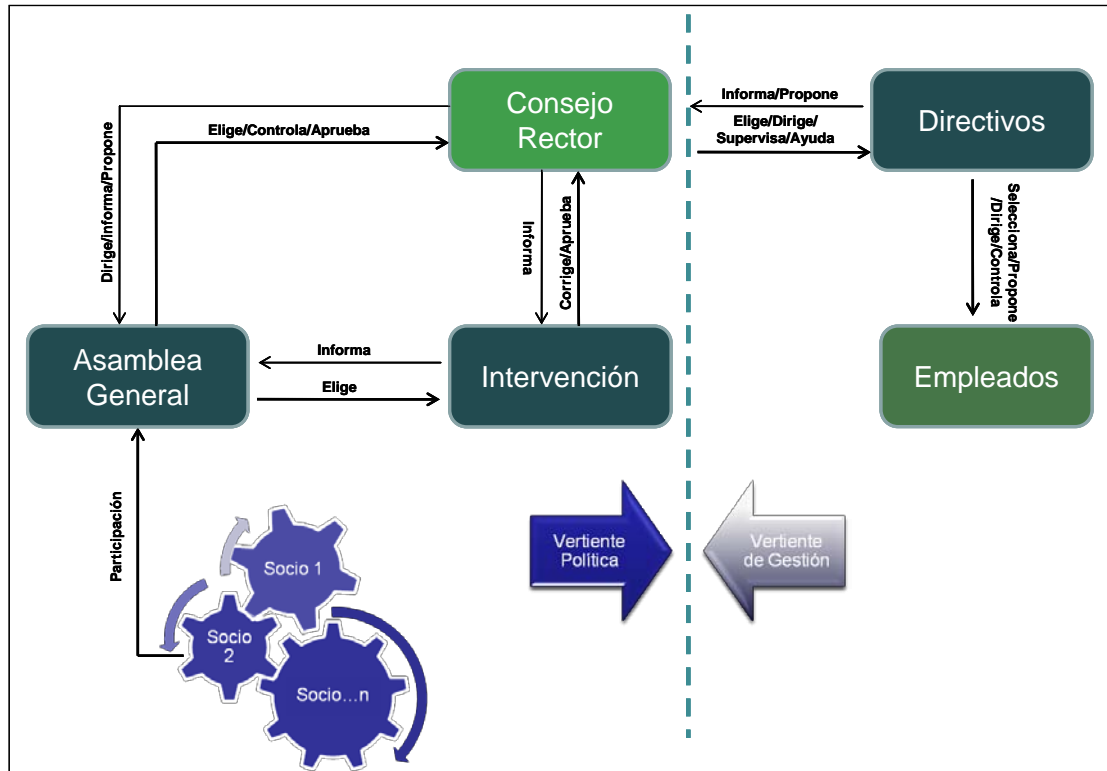 Consejo
Rector
Directivos
Informa/Propone
Elige/Dirige/
Supervisa/Ayuda
Elige/Controla/Aprueba
Dirige/informa/Propone
Informa
Corrige/Aprueba
Selecciona/Propone
/Dirige/Controla
Asamblea
General
Informa
Elige
Intervención
Empleados
Participación
Socio 1
Socio
2
Socio...n
Vertiente
Política
Vertiente
de Gestión